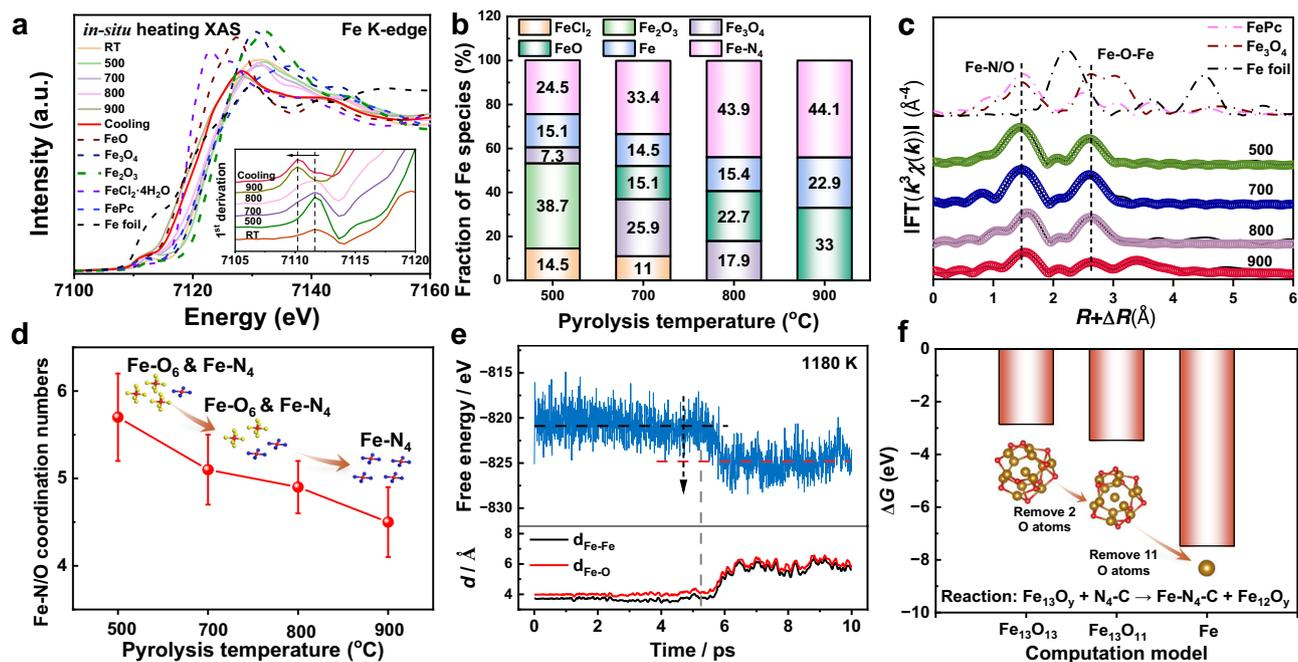 a
in-situ heating XAS
Fe K-edge
RT
500
700
800
900
Cooling
FeO
Fe₃O₄
Fe₂O₃
FeCl₂·4H₂O
FePc
Fe foil
Intensity (a.u.)
1st derivation
Cooling
900
800
700
500
RT
7105 7110 7115 7120
7100 7120 7140 7160
Energy (eV)
b
FeCl₂ Fe₂O₃ Fe₃O₄
FeO Fe Fe-N₄
Fraction of Fe species (%)
100
80
60
40
20
0
24.5 33.4 43.9 44.1
15.1 14.5 15.4 22.9
7.3 15.1 22.7 33
38.7 25.9 17.9
14.5 11
500 700 800 900
Pyrolysis temperature (°C)
c
FePc
Fe₃O₄
Fe foil
Fe-N/O
Fe-O-Fe
|FT(k³χ(k))| (Å⁻⁴)
500
700
800
900
0 1 2 3 4 5 6
R+ΔR(Å)
d
Fe-N/O coordination numbers
6
5
4
Fe-O₆ & Fe-N₄
Fe-O₆ & Fe-N₄
Fe-N₄
500 700 800 900
Pyrolysis temperature (°C)
e
1180 K
Free energy / eV
−815
−820
−825
−830
d / Å
8
6
4
d Fe-Fe
d Fe-O
0 2 4 6 8 10
Time / ps
f
ΔG (eV)
0
−2
−4
−6
−8
−10
Remove 2
O atoms
Remove 11
O atoms
Reaction: Fe₁₃Oy + N₄-C → Fe-N₄-C + Fe₁₂Oy
Fe₁₃O₁₃ Fe₁₃O₁₁ Fe
Computation model